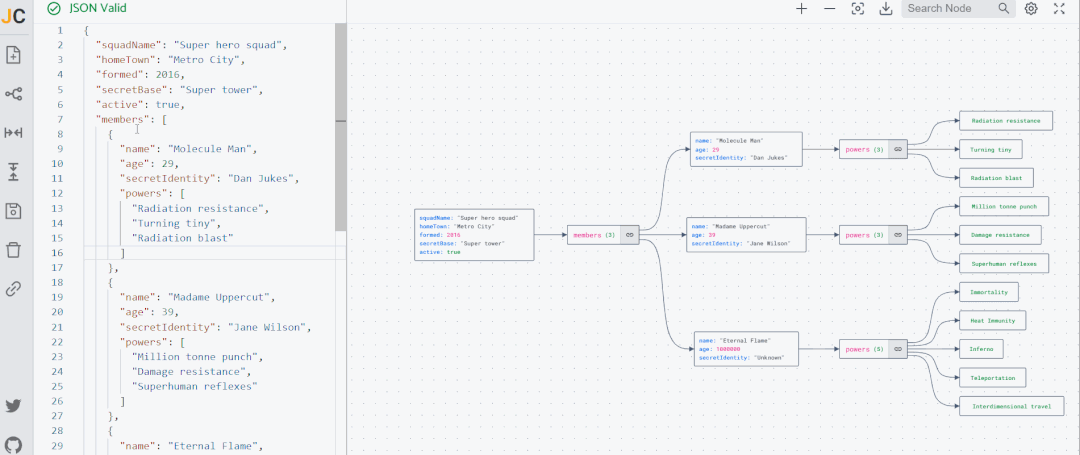 JC
JSON Valid
Search Node
1 {
2 "squadName": "Super hero squad",
3 "homeTown": "Metro City",
4 "formed": 2016,
5 "secretBase": "Super tower",
6 "active": true,
7 "members": [
8 {
9 "name": "Molecule Man",
10 "age": 29,
11 "secretIdentity": "Dan Jukes",
12 "powers": [
13 "Radiation resistance",
14 "Turning tiny",
15 "Radiation blast"
16 ]
17 },
18 {
19 "name": "Madame Uppercut",
20 "age": 39,
21 "secretIdentity": "Jane Wilson",
22 "powers": [
23 "Million tonne punch",
24 "Damage resistance",
25 "Superhuman reflexes"
26 ]
27 },
28 {
29 "name": "Eternal Flame",
squadName: "Super hero squad"
homeTown: "Metro City"
formed: 2016
secretBase: "Super tower"
active: true
members (3)
name: "Molecule Man"
age: 29
secretIdentity: "Dan Jukes"
powers (3)
Radiation resistance
Turning tiny
Radiation blast
name: "Madame Uppercut"
age: 39
secretIdentity: "Jane Wilson"
powers (3)
Million tonne punch
Damage resistance
Superhuman reflexes
name: "Eternal Flame"
age: 1000000
secretIdentity: "Unknown"
powers (5)
Immortality
Heat Immunity
Inferno
Teleportation
Interdimensional travel